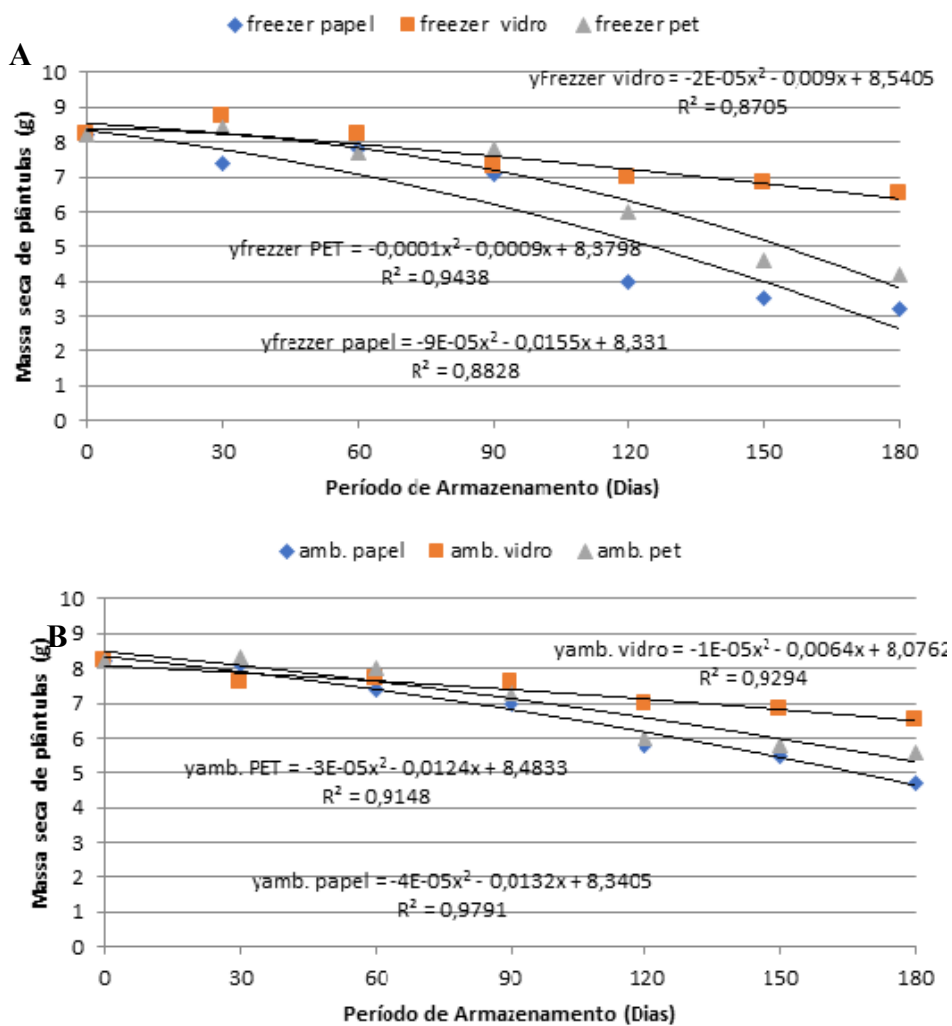 freezer papel freezer vidro freezer pet
A
yFrezzer vidro = -2E-05x² - 0,009x + 8,5405
R² = 0,8705
yfrezzer PET = -0,0001x² - 0,0009x + 8,3798
R² = 0,9438
yfrezzer papel = -9E-05x² - 0,0155x + 8,331
R² = 0,8828
Massa seca de plântulas (g)
10
9
8
7
6
5
4
3
2
1
0
0 30 60 90 120 150 180
Período de Armazenamento (Dias)
amb. papel amb. vidro amb. pet
B
yamb. vidro = -1E-05x² - 0,0064x + 8,0762
R² = 0,9294
yamb. PET = -3E-05x² - 0,0124x + 8,4833
R² = 0,9148
yamb. papel = -4E-05x² - 0,0132x + 8,3405
R² = 0,9791
Massa seca de plântulas (g)
10
9
8
7
6
5
4
3
2
1
0
0 30 60 90 120 150 180
Período de Armazenamento (Dias)